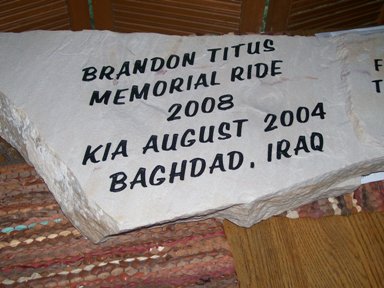 BRANDON TITUS
MEMORIAL RIDE
2008
KIA AUGUST 2004
BAGHDAD, IRAQ